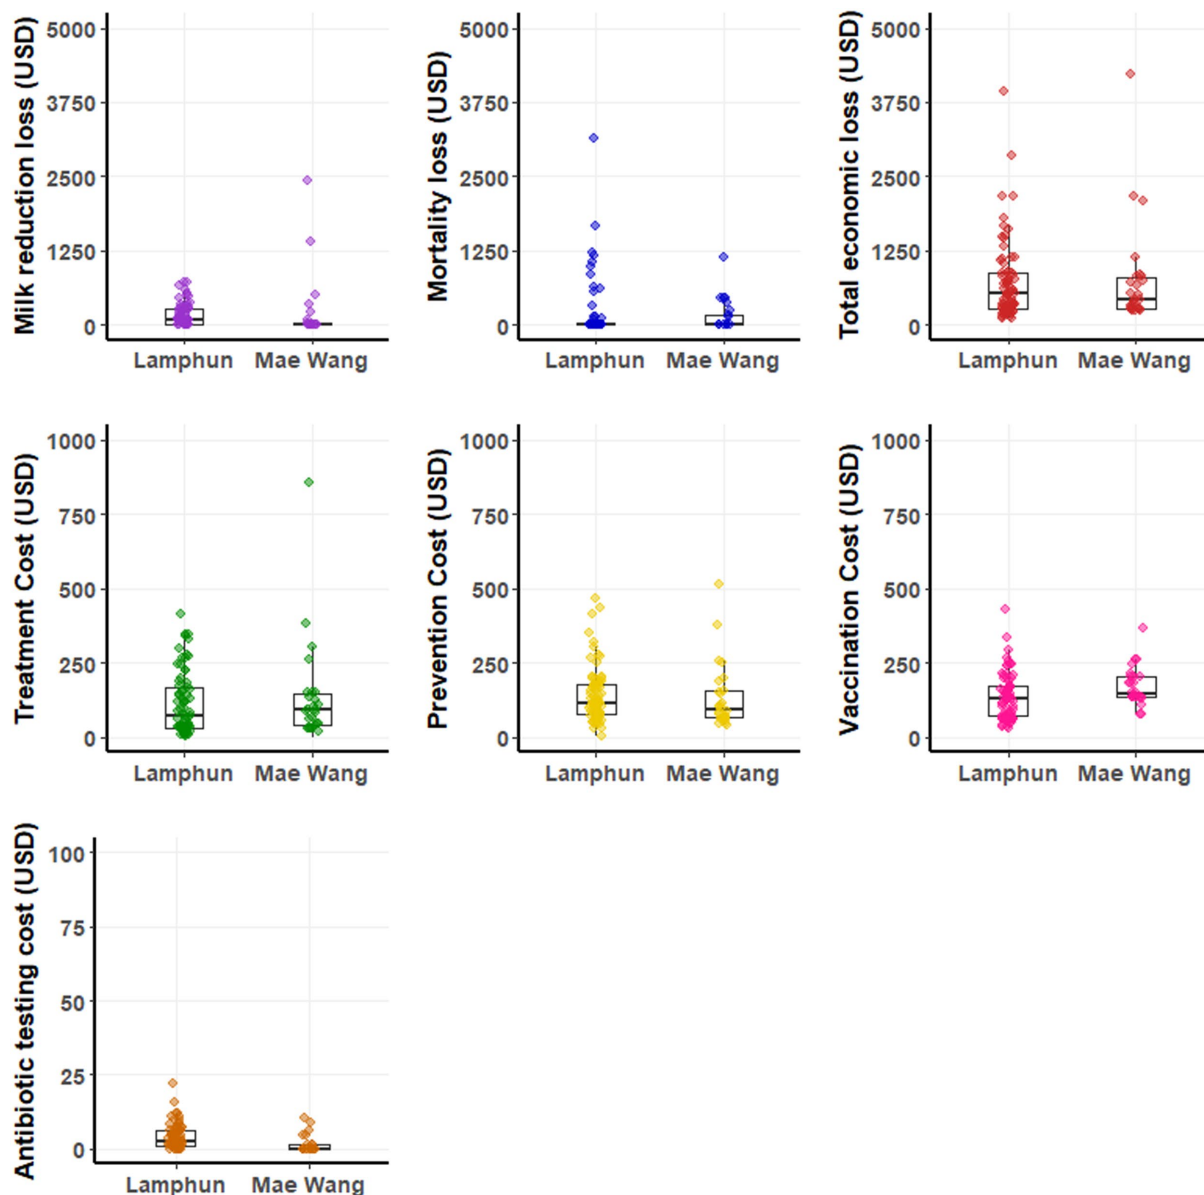 Milk reduction loss (USD)
5000
3750
2500
1250
0
Lamphun Mae Wang
Mortality loss (USD)
5000
3750
2500
1250
0
Lamphun Mae Wang
Total economic loss (USD)
5000
3750
2500
1250
0
Lamphun Mae Wang
Treatment Cost (USD)
1000
750
500
250
0
Lamphun Mae Wang
Prevention Cost (USD)
1000
750
500
250
0
Lamphun Mae Wang
Vaccination Cost (USD)
1000
750
500
250
0
Lamphun Mae Wang
Antibiotic testing cost (USD)
100
75
50
25
0
Lamphun Mae Wang